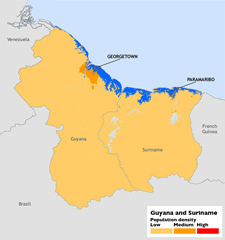 Venezuela
GEORGETOWN
PARAMARIBO
French
Guinea
Guyana
Suriname
Brazil
Guyana and Suriname
Population density
Low Medium High